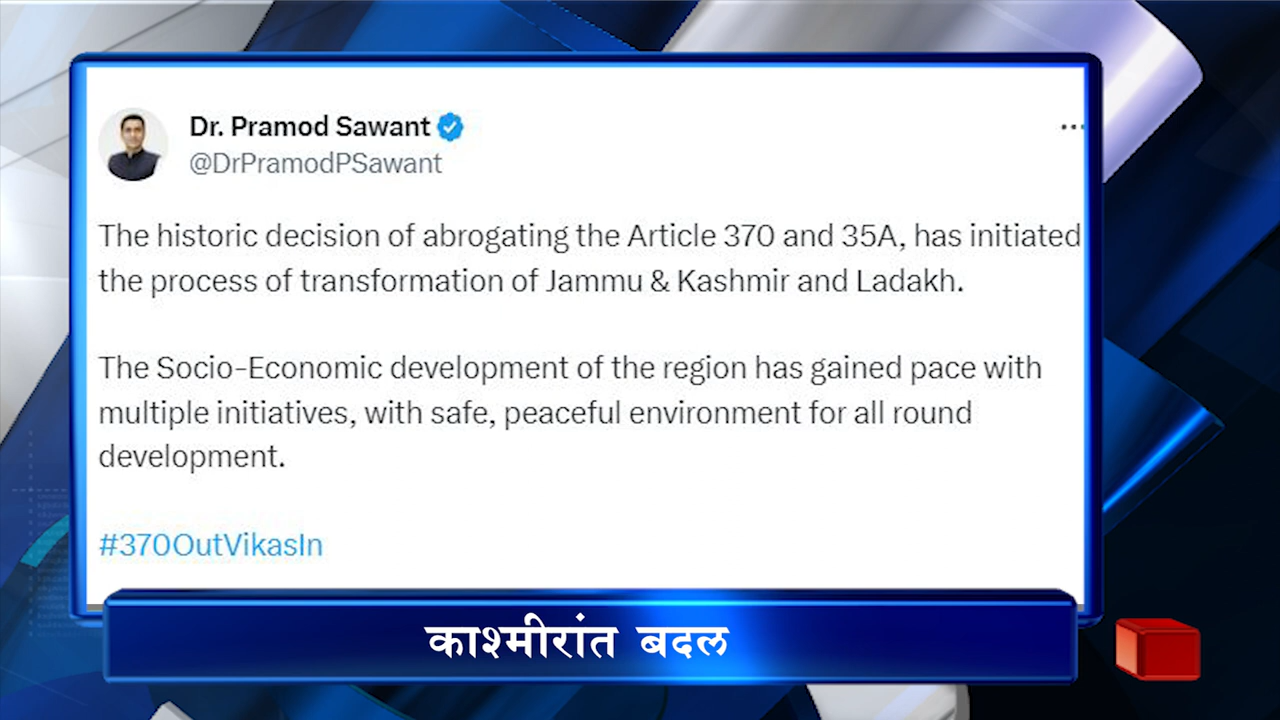 Dr. Pramod Sawant
@DrPramodPSawant
The historic decision of abrogating the Article 370 and 35A, has initiated
the process of transformation of Jammu & Kashmir and Ladakh.
The Socio-Economic development of the region has gained pace with
multiple initiatives, with safe, peaceful environment for all round
development.
#370OutVikasIn
काश्मीरांत बदल